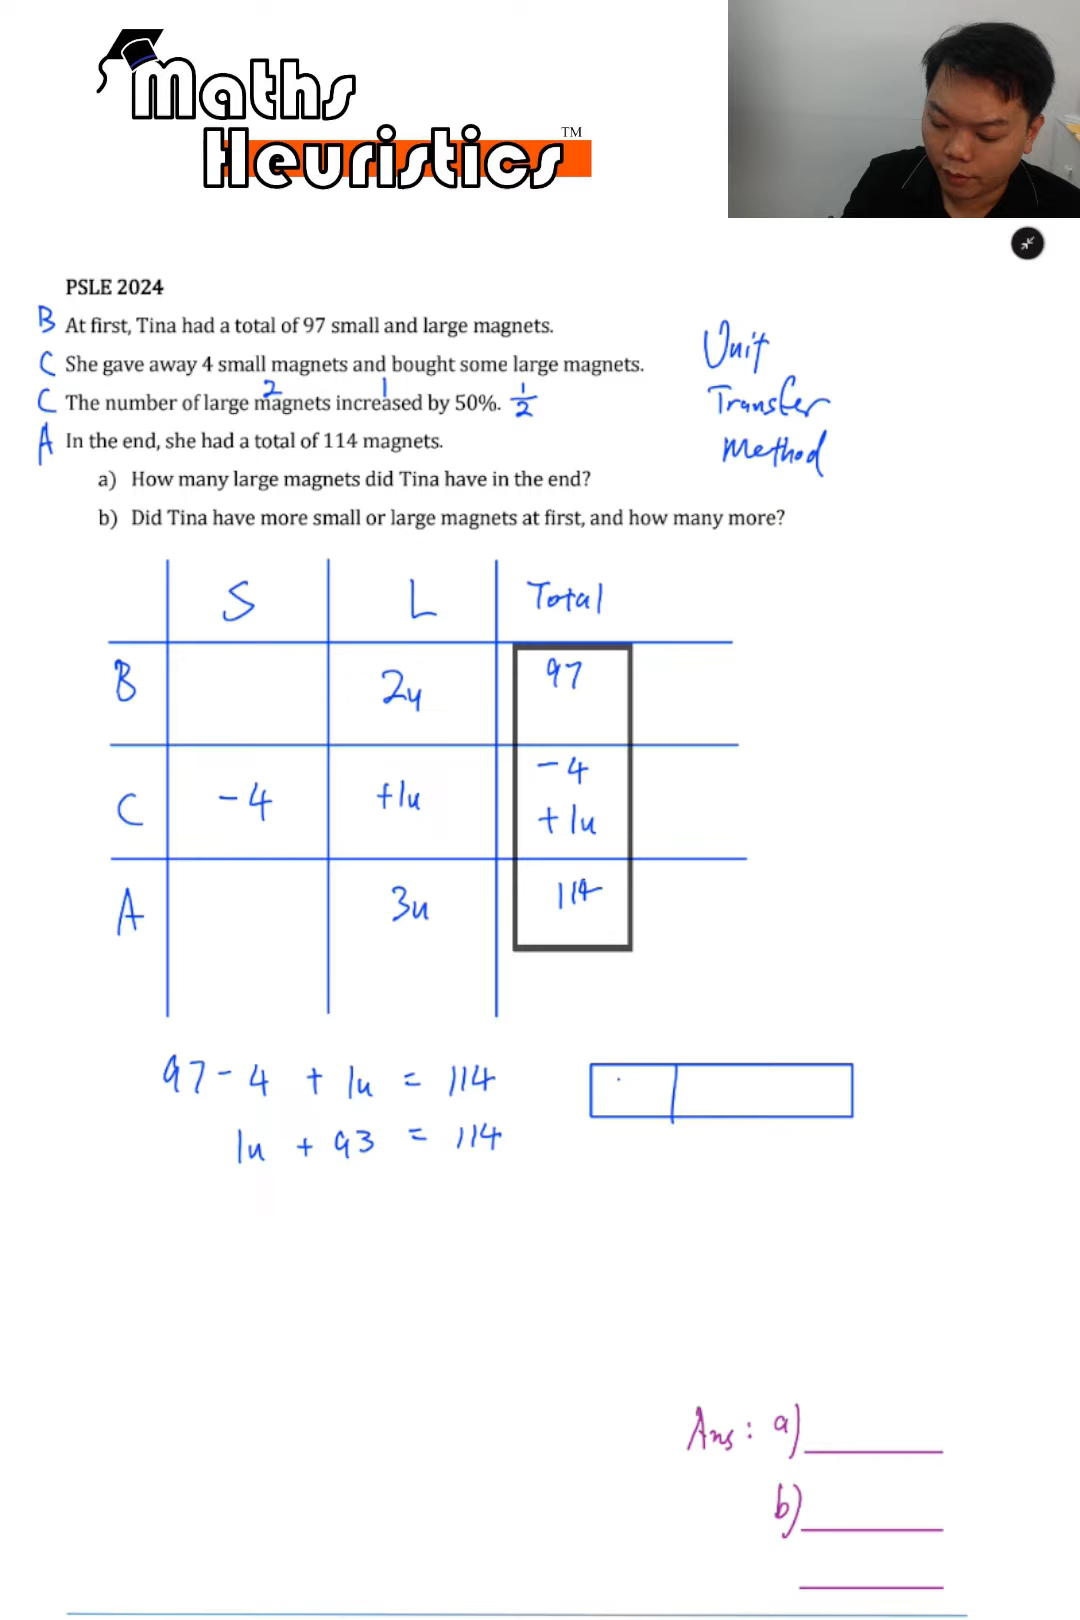 Maths
Heuristics TM
PSLE 2024
B At first, Tina had a total of 97 small and large magnets.
C She gave away 4 small magnets and bought some large magnets.
2 1
C The number of large magnets increased by 50%. 1/2
A In the end, she had a total of 114 magnets.
a) How many large magnets did Tina have in the end?
b) Did Tina have more small or large magnets at first, and how many more?
Unit
Transfer
Method
S L Total
B 2u 97
C -4 +1u -4
+1u
A 3u 114
97 - 4 + 1u = 114
1u + 93 = 114
Ans: a)
b)